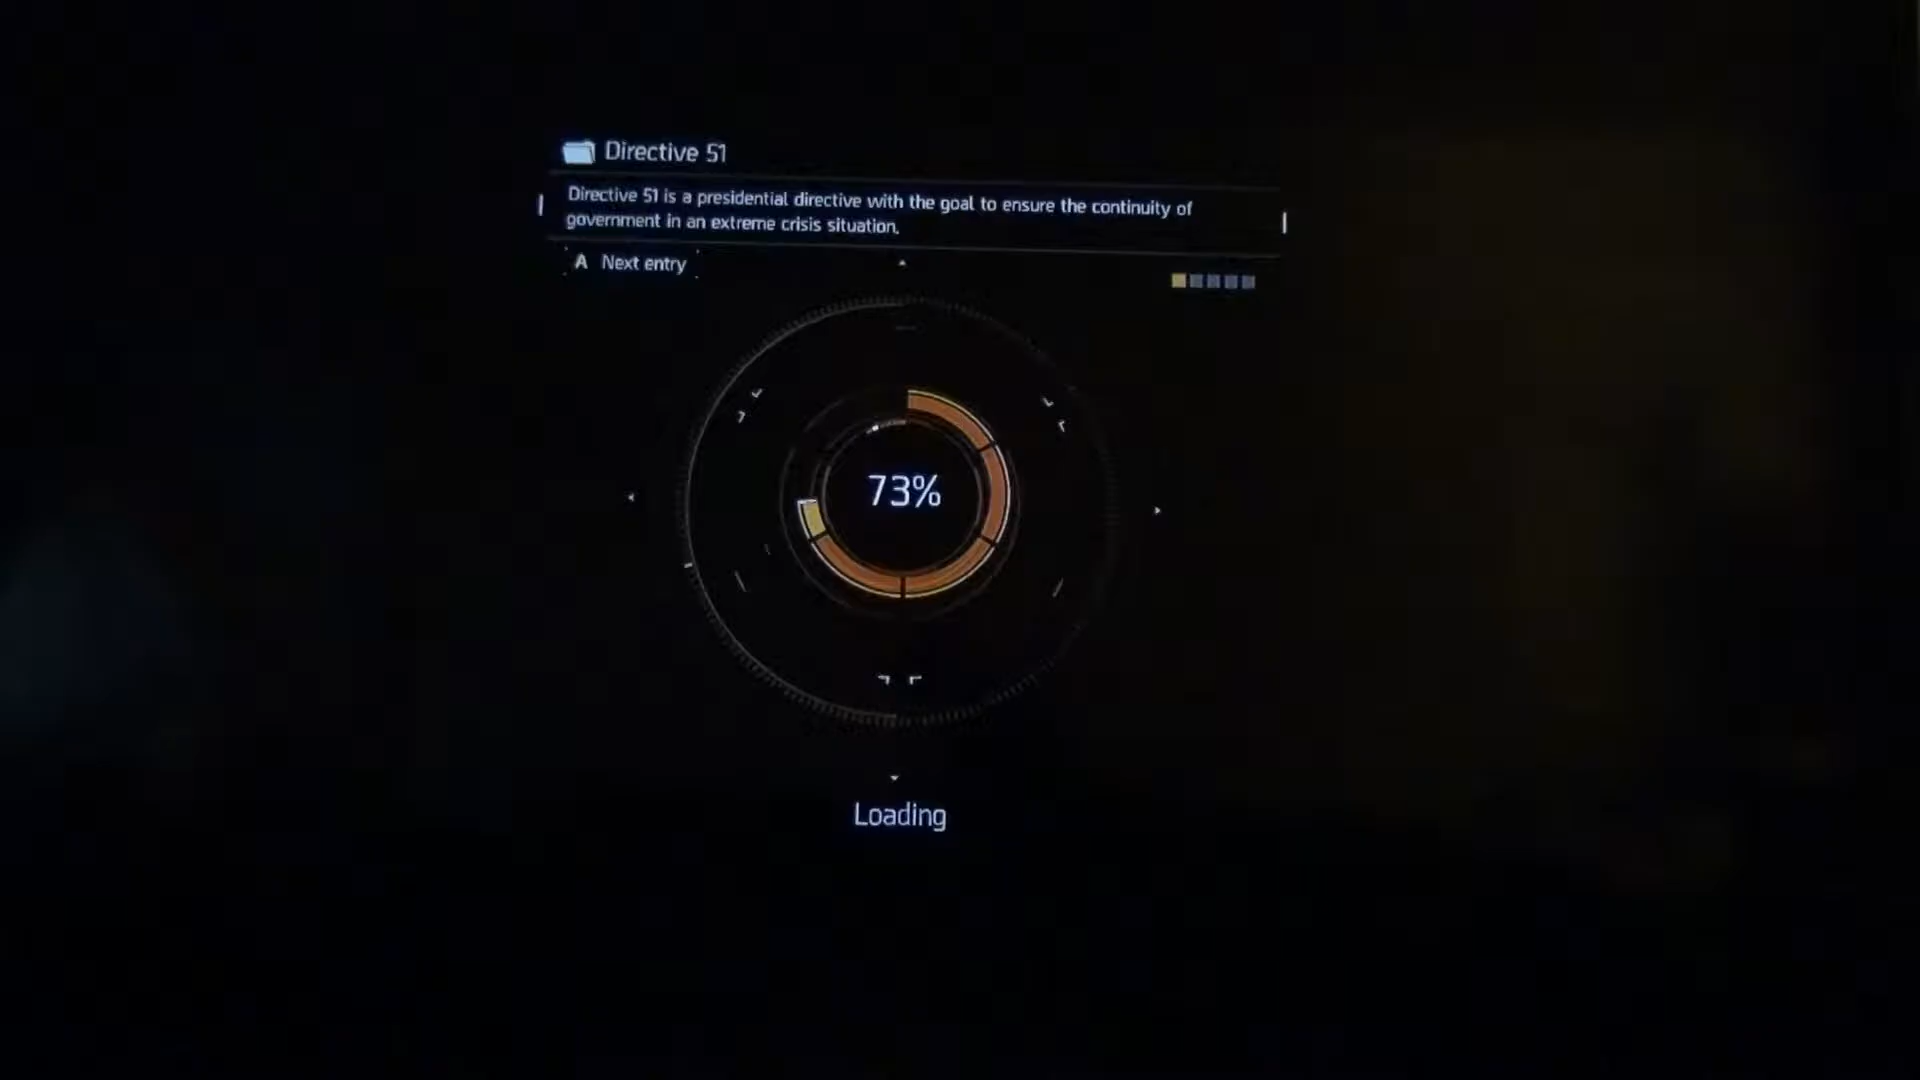 Directive 51
Directive 51 is a presidential directive with the goal to ensure the continuity of
government in an extreme crisis situation.
A Next entry
73%
Loading